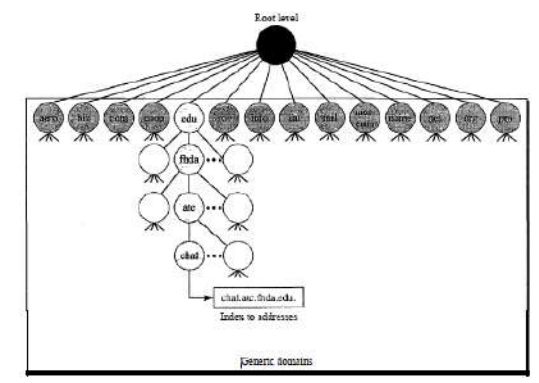 Root level
aero biz com coop edu gov info int mil museum name net org pro
fhda
atc
chal
chal.atc.fhda.edu.
Index to addresses
Generic domains